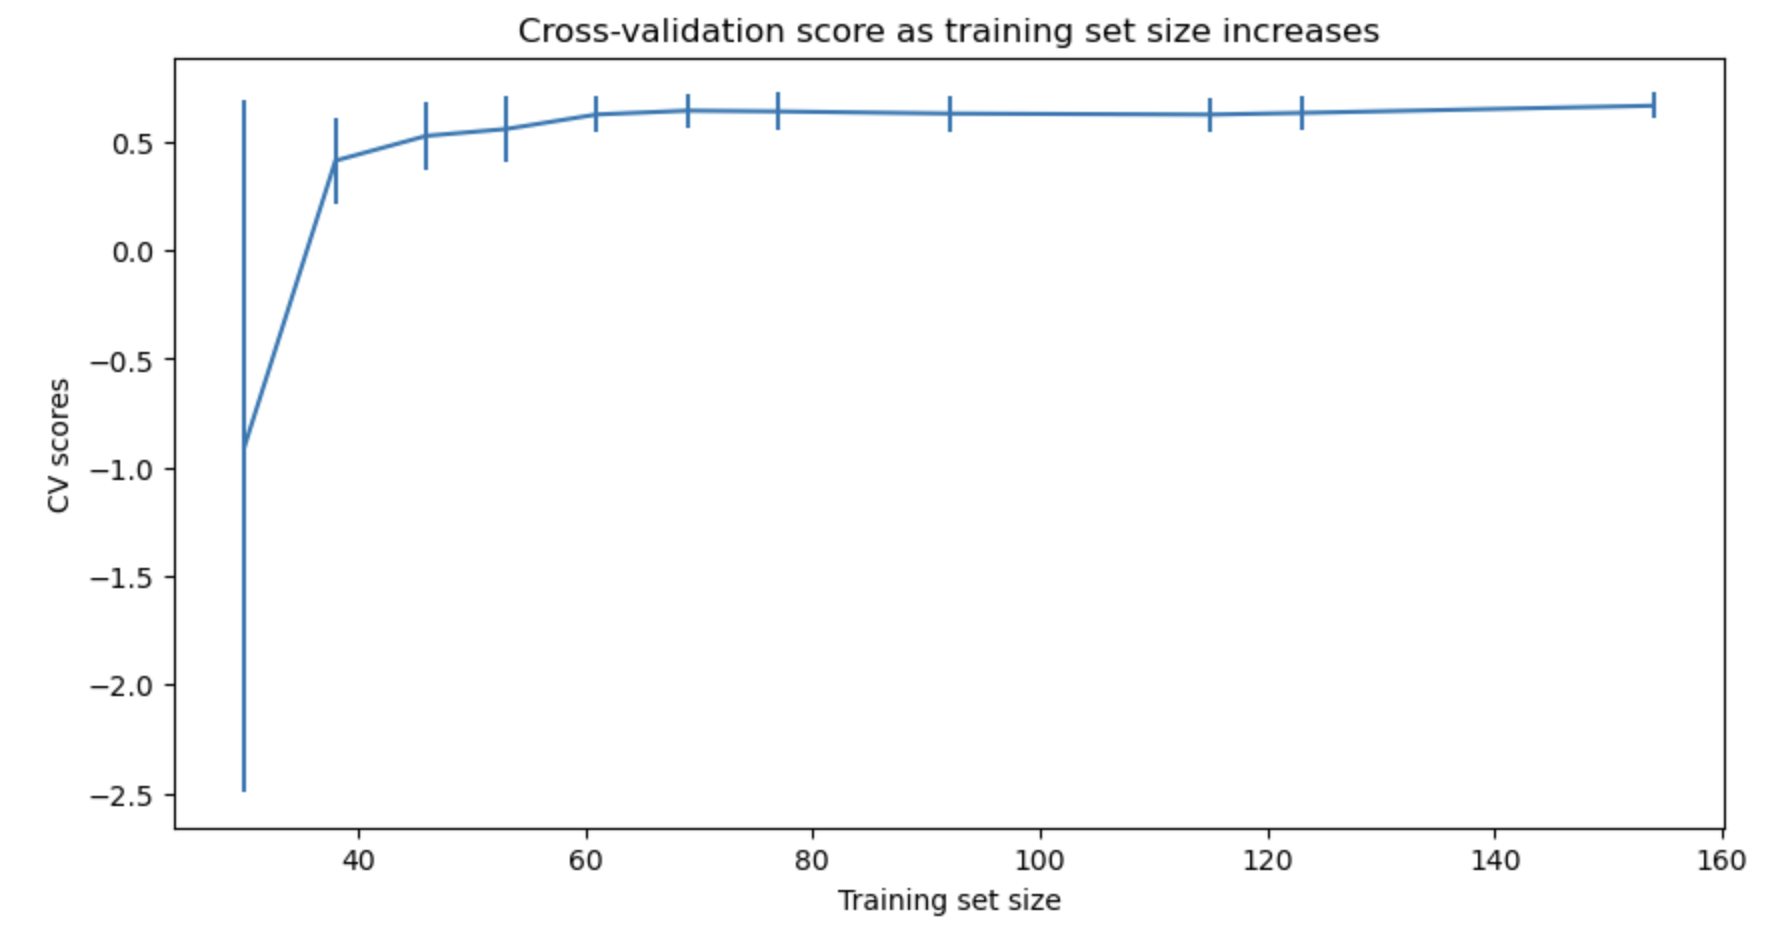 Cross-validation score as training set size increases
CV scores
0.5
0.0
−0.5
−1.0
−1.5
−2.0
−2.5
40 60 80 100 120 140 160
Training set size